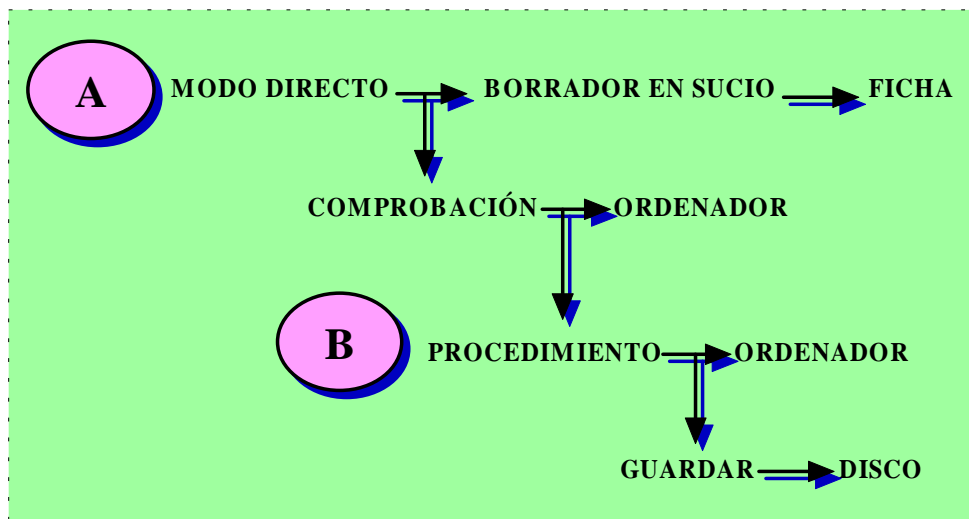 A MODO DIRECTO BORRADOR EN SUCIO FICHA
COMPROBACIÓN ORDENADOR
B PROCEDIMIENTO ORDENADOR
GUARDAR DISCO